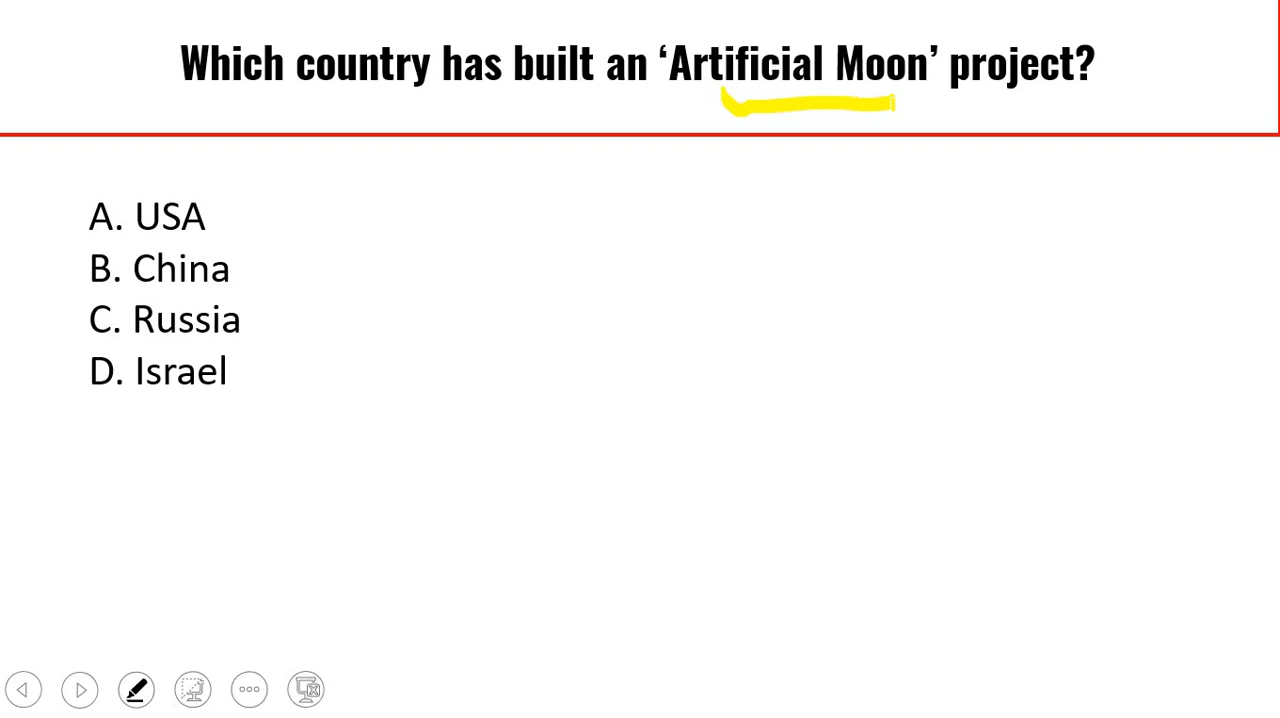 Which country has built an ‘Artificial Moon’ project?
A. USA
B. China
C. Russia
D. Israel